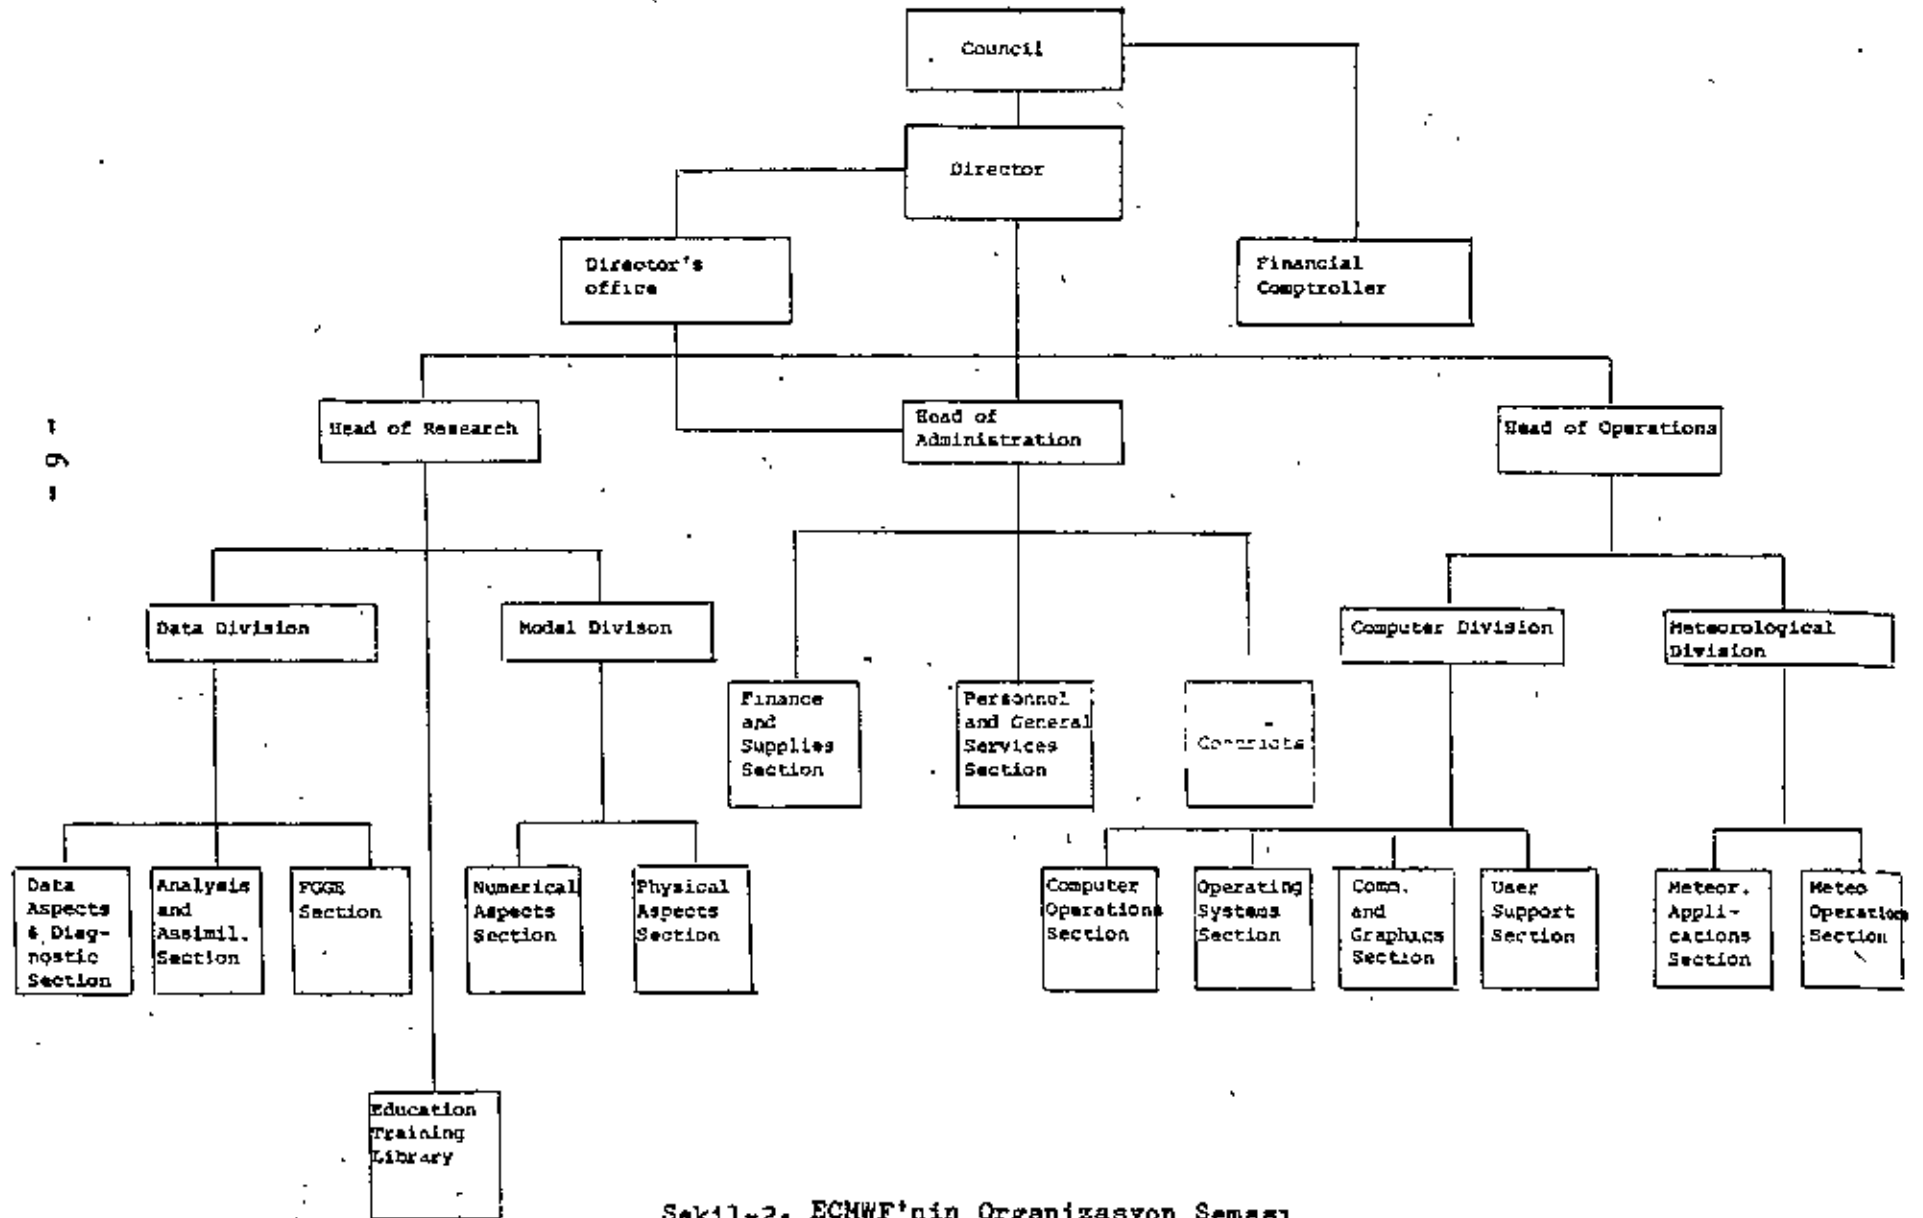 Council
Director
Director's
office
Financial
Comptroller
Head of Research
Head of
Administration
Head of Operations
- 9 -
Data Division
Model Divison
Computer Division
Meteorological
Division
Finance
and
Supplies
Section
Personnel
and General
Services
Section
Data
Aspects
& Diag-
nostic
Section
Analysis
and
Assimil.
Section
FGGE
Section
Numerical
Aspects
Section
Physical
Aspects
Section
Computer
Operations
Section
Operating
Systems
Section
Comm.
and
Graphics
Section
User
Support
Section
Meteor.
Appli-
cations
Section
Meteo
Operations
Section
Education
Training
Library
Sekil-2. ECMWF'nin Organizasyon Seması